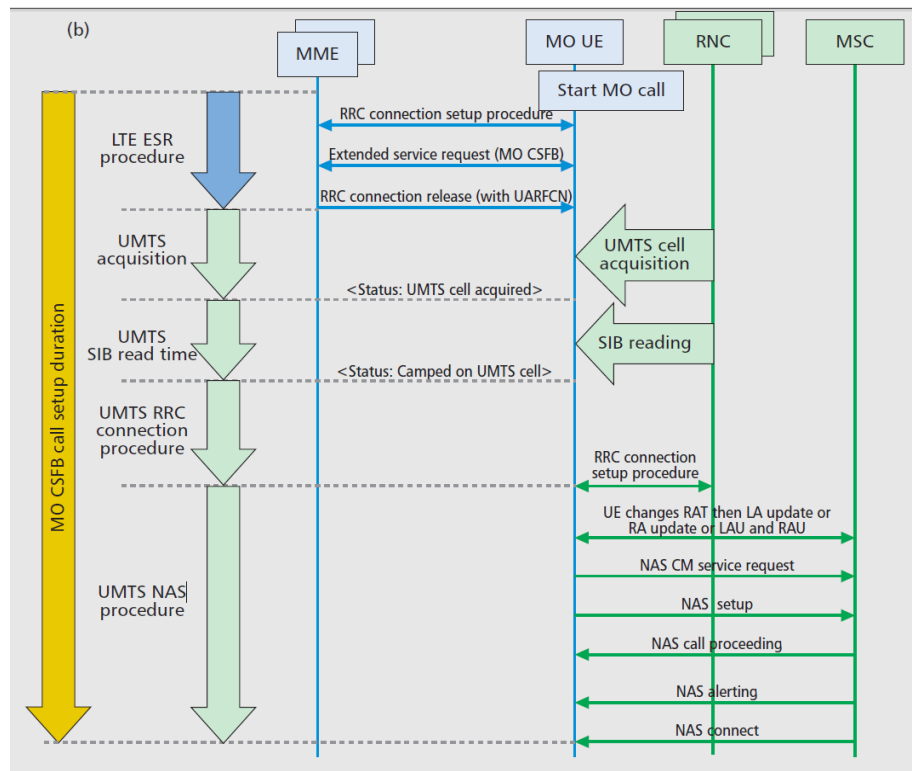 (b)
MME
MO UE
RNC
MSC
Start MO call
RRC connection setup procedure
LTE ESR
procedure
Extended service request (MO CSFB)
RRC connection release (with UARFCN)
UMTS
acquisition
UMTS cell
acquisition
<Status: UMTS cell acquired>
UMTS
SIB read time
SIB reading
<Status: Camped on UMTS cell>
UMTS RRC
connection
procedure
MO CSFB call setup duration
RRC connection
setup procedure
UE changes RAT then LA update or
RA update or LAU and RAU
NAS CM service request
UMTS NAS
procedure
NAS setup
NAS call proceeding
NAS alerting
NAS connect